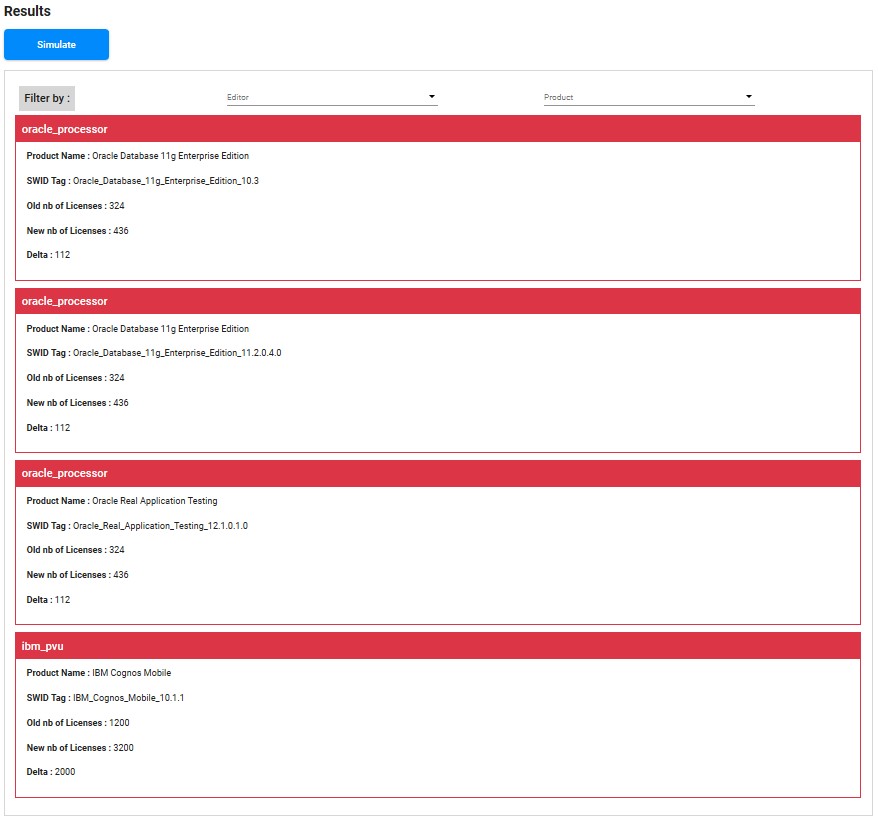 Results
Simulate
Filter by :
Editor
Product
oracle_processor
Product Name : Oracle Database 11g Enterprise Edition
SWID Tag : Oracle_Database_11g_Enterprise_Edition_10.3
Old nb of Licenses : 324
New nb of Licenses : 436
Delta : 112
oracle_processor
Product Name : Oracle Database 11g Enterprise Edition
SWID Tag : Oracle_Database_11g_Enterprise_Edition_11.2.0.4.0
Old nb of Licenses : 324
New nb of Licenses : 436
Delta : 112
oracle_processor
Product Name : Oracle Real Application Testing
SWID Tag : Oracle_Real_Application_Testing_12.1.0.1.0
Old nb of Licenses : 324
New nb of Licenses : 436
Delta : 112
ibm_pvu
Product Name : IBM Cognos Mobile
SWID Tag : IBM_Cognos_Mobile_10.1.1
Old nb of Licenses : 1200
New nb of Licenses : 3200
Delta : 2000